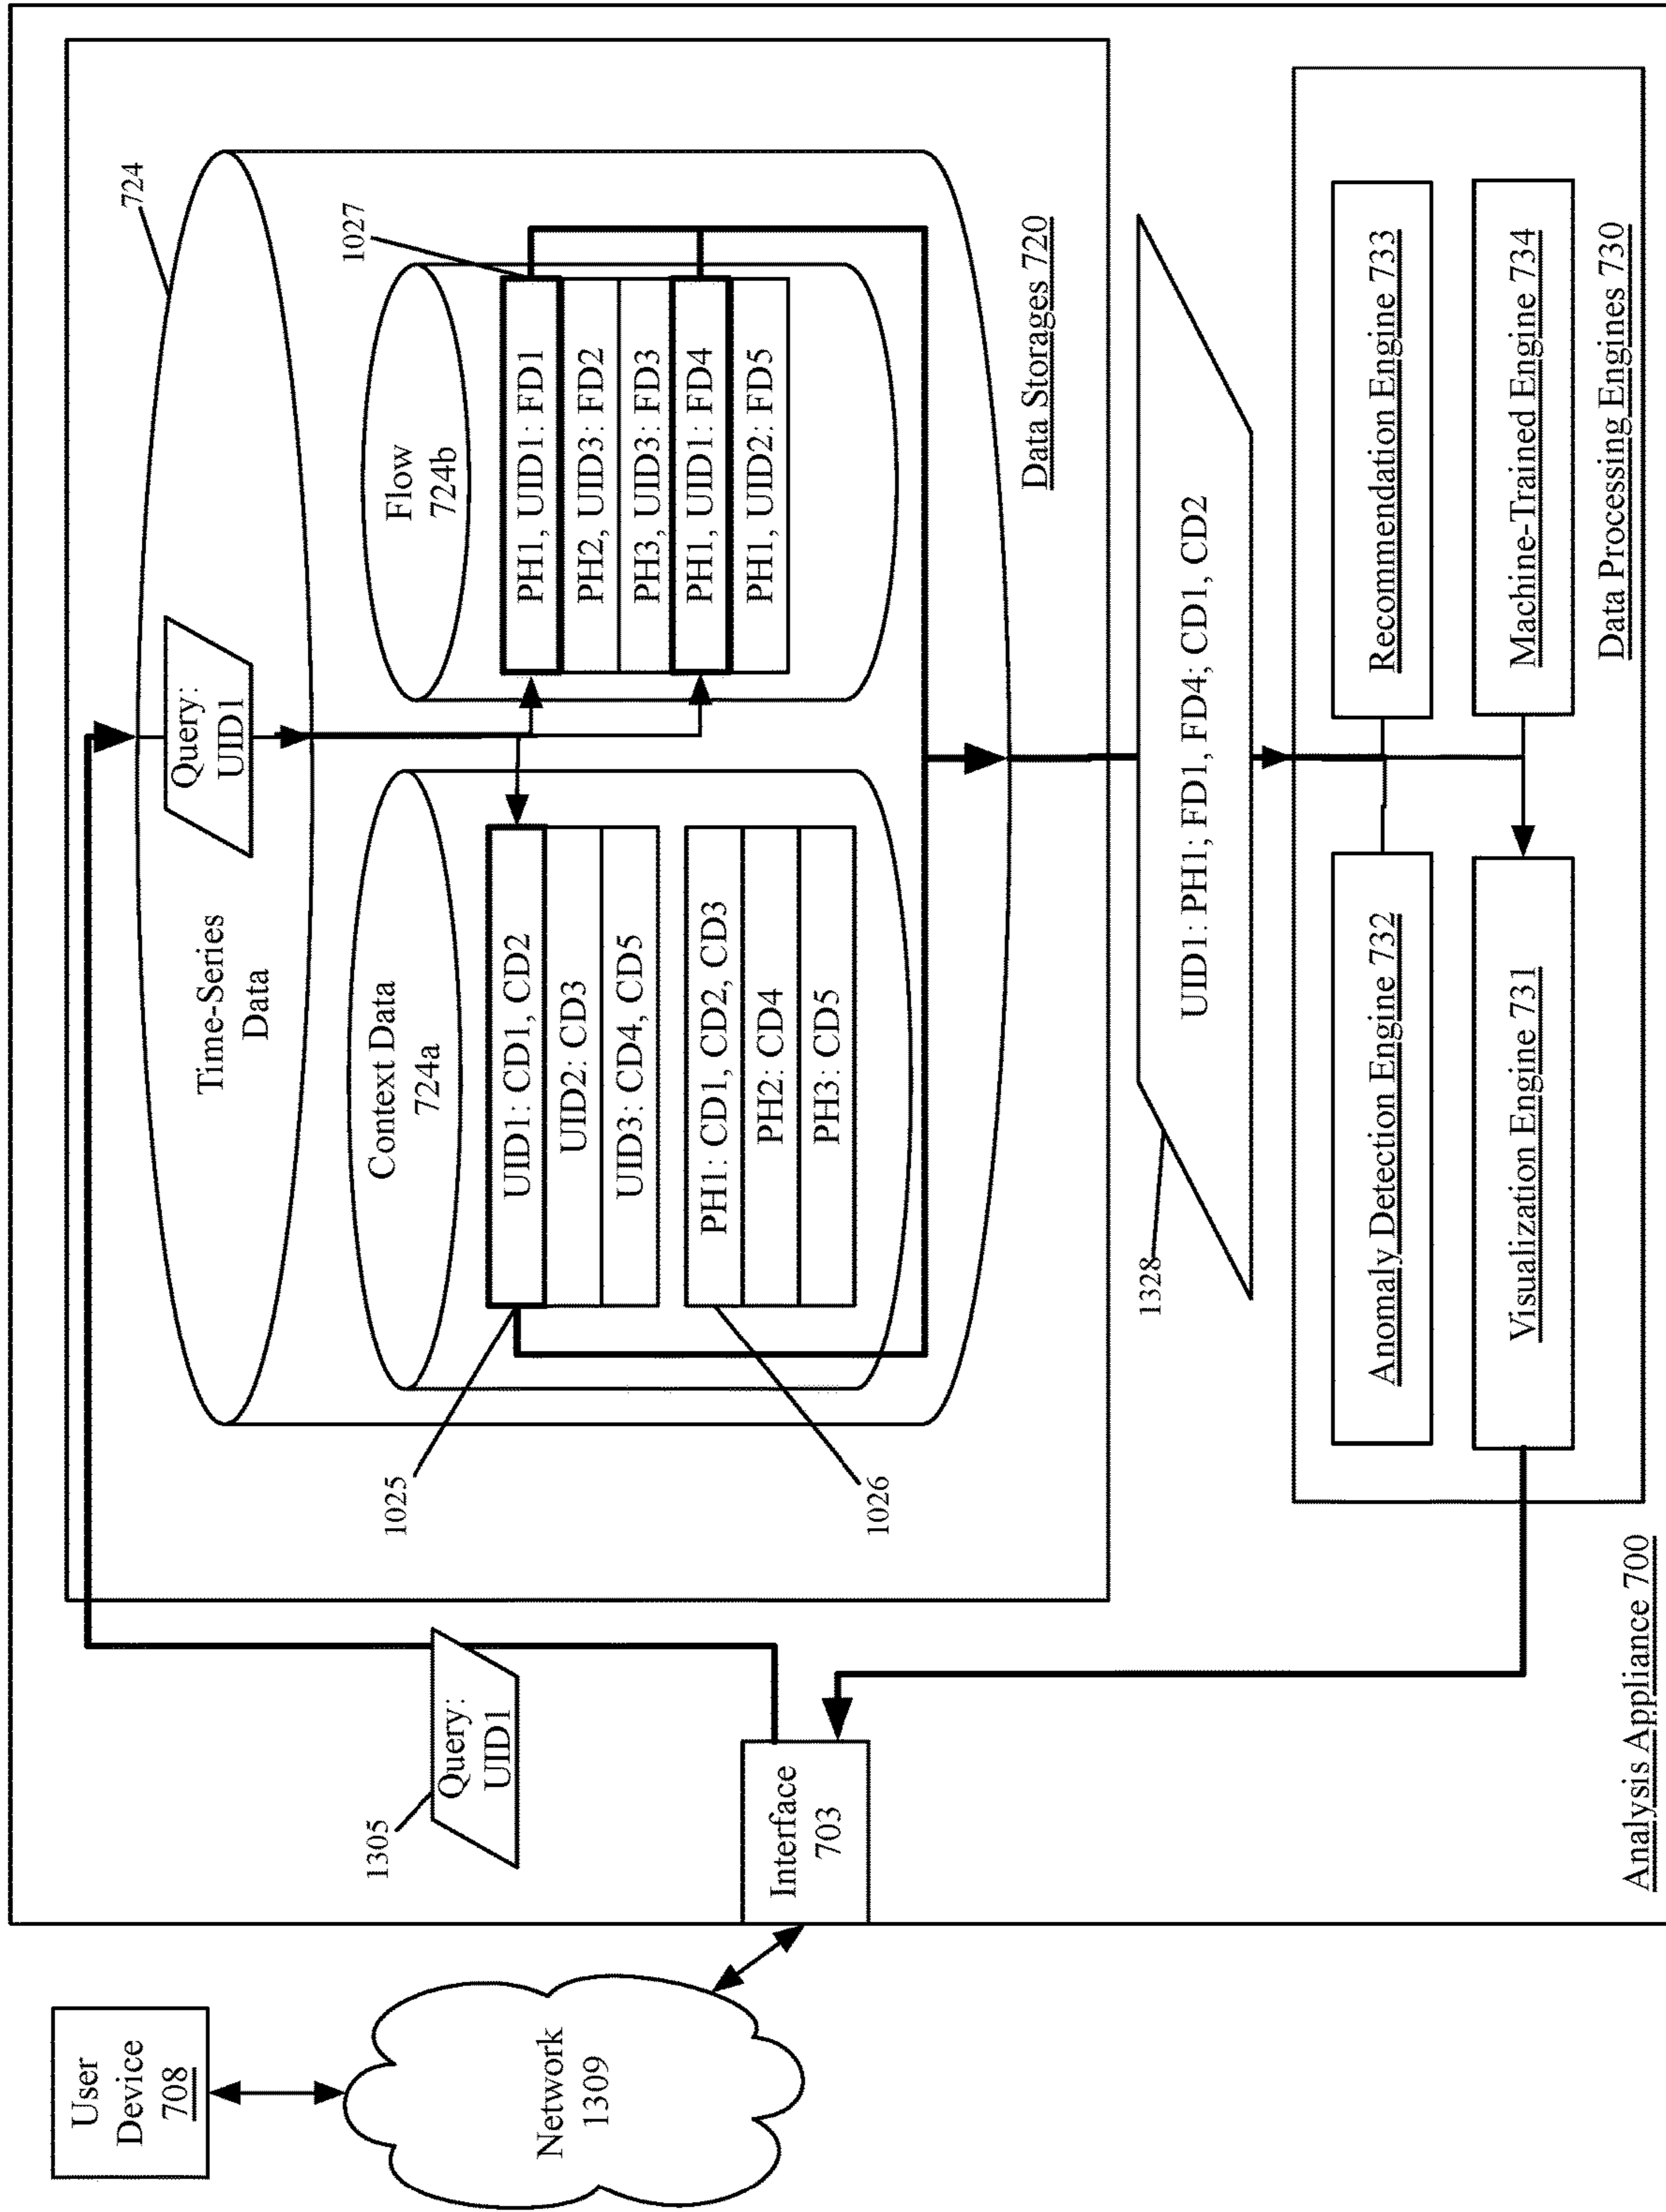 User
Device
708
Network
1309
Interface
703
1305
Query:
UID1
Analysis Appliance 700
724
Time-Series
Data
Query:
UID1
Context Data
724a
1025
UID1: CD1, CD2
UID2: CD3
UID3: CD4, CD5
1026
PH1: CD1, CD2, CD3
PH2: CD4
PH3: CD5
Flow
724b
1027
PH1, UID1: FD1
PH2, UID3: FD2
PH3, UID3: FD3
PH1, UID1: FD4
PH1, UID2: FD5
Data Storages 720
1328
UID1: PH1; FD1, FD4; CD1, CD2
Anomaly Detection Engine 732
Recommendation Engine 733
Visualization Engine 731
Machine-Trained Engine 734
Data Processing Engines 730